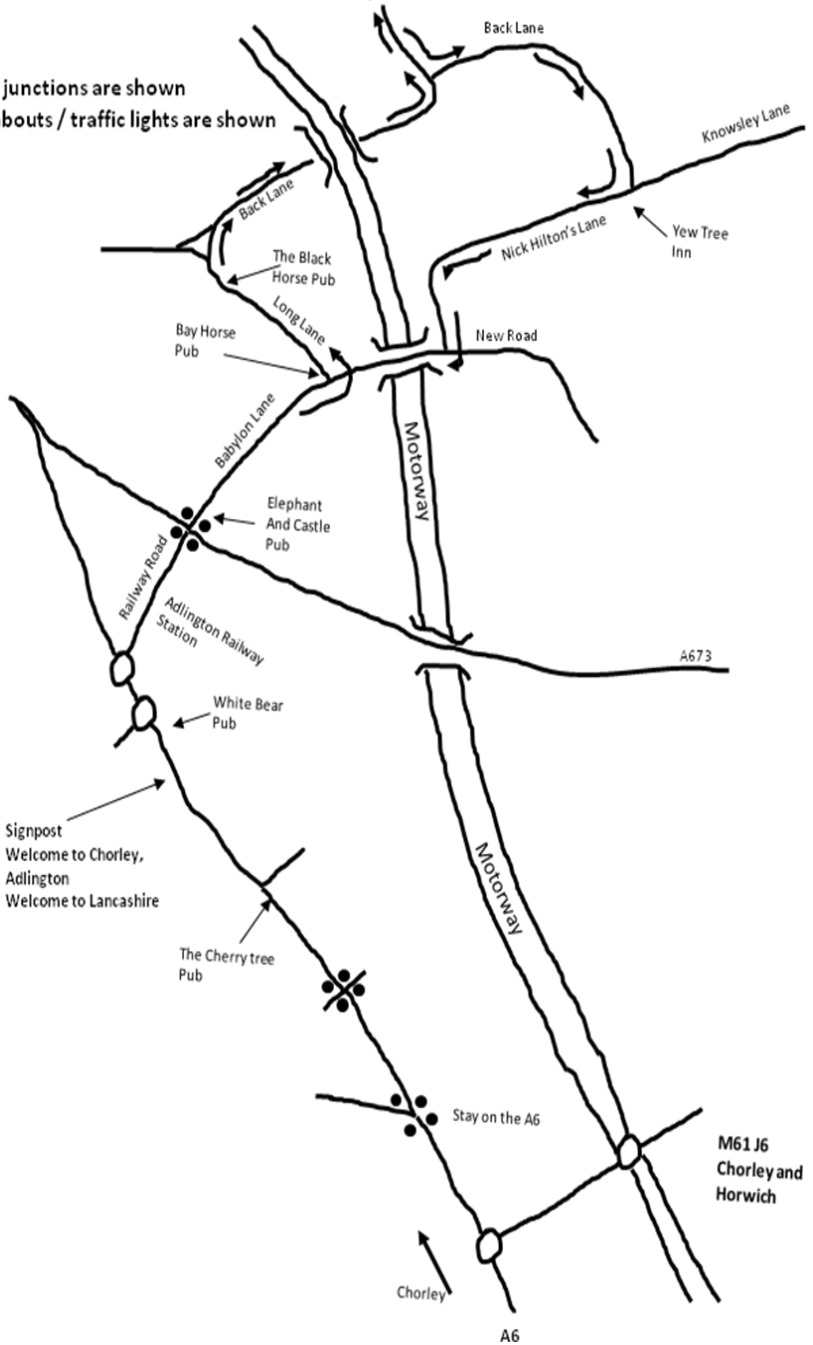 Back Lane
junctions are shown
abouts / traffic lights are shown
Knowsley Lane
Back Lane
Nick Hilton's Lane
Yew Tree
Inn
The Black
Horse Pub
Long Lane
Bay Horse
Pub
New Road
Babylon Lane
Motorway
Elephant
And Castle
Pub
Railway Road
Adlington Railway
Station
A673
White Bear
Pub
Signpost
Welcome to Chorley,
Adlington
Welcome to Lancashire
Motorway
The Cherry tree
Pub
Stay on the A6
M61 J6
Chorley and
Horwich
Chorley
A6